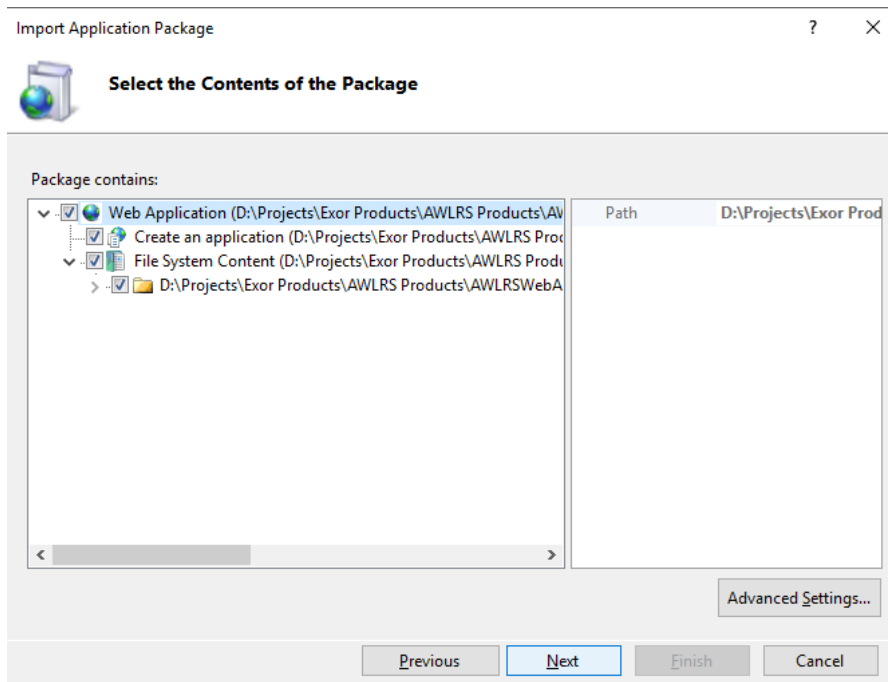 Import Application Package
Select the Contents of the Package
Package contains:
Web Application (D:\Projects\Exor Products\AWLRS Products\AW
Create an application (D:\Projects\Exor Products\AWLRS Proc
File System Content (D:\Projects\Exor Products\AWLRS Produ
D:\Projects\Exor Products\AWLRS Products\AWLRSWebA
Path D:\Projects\Exor Prod
Advanced Settings...
Previous Next Finish Cancel